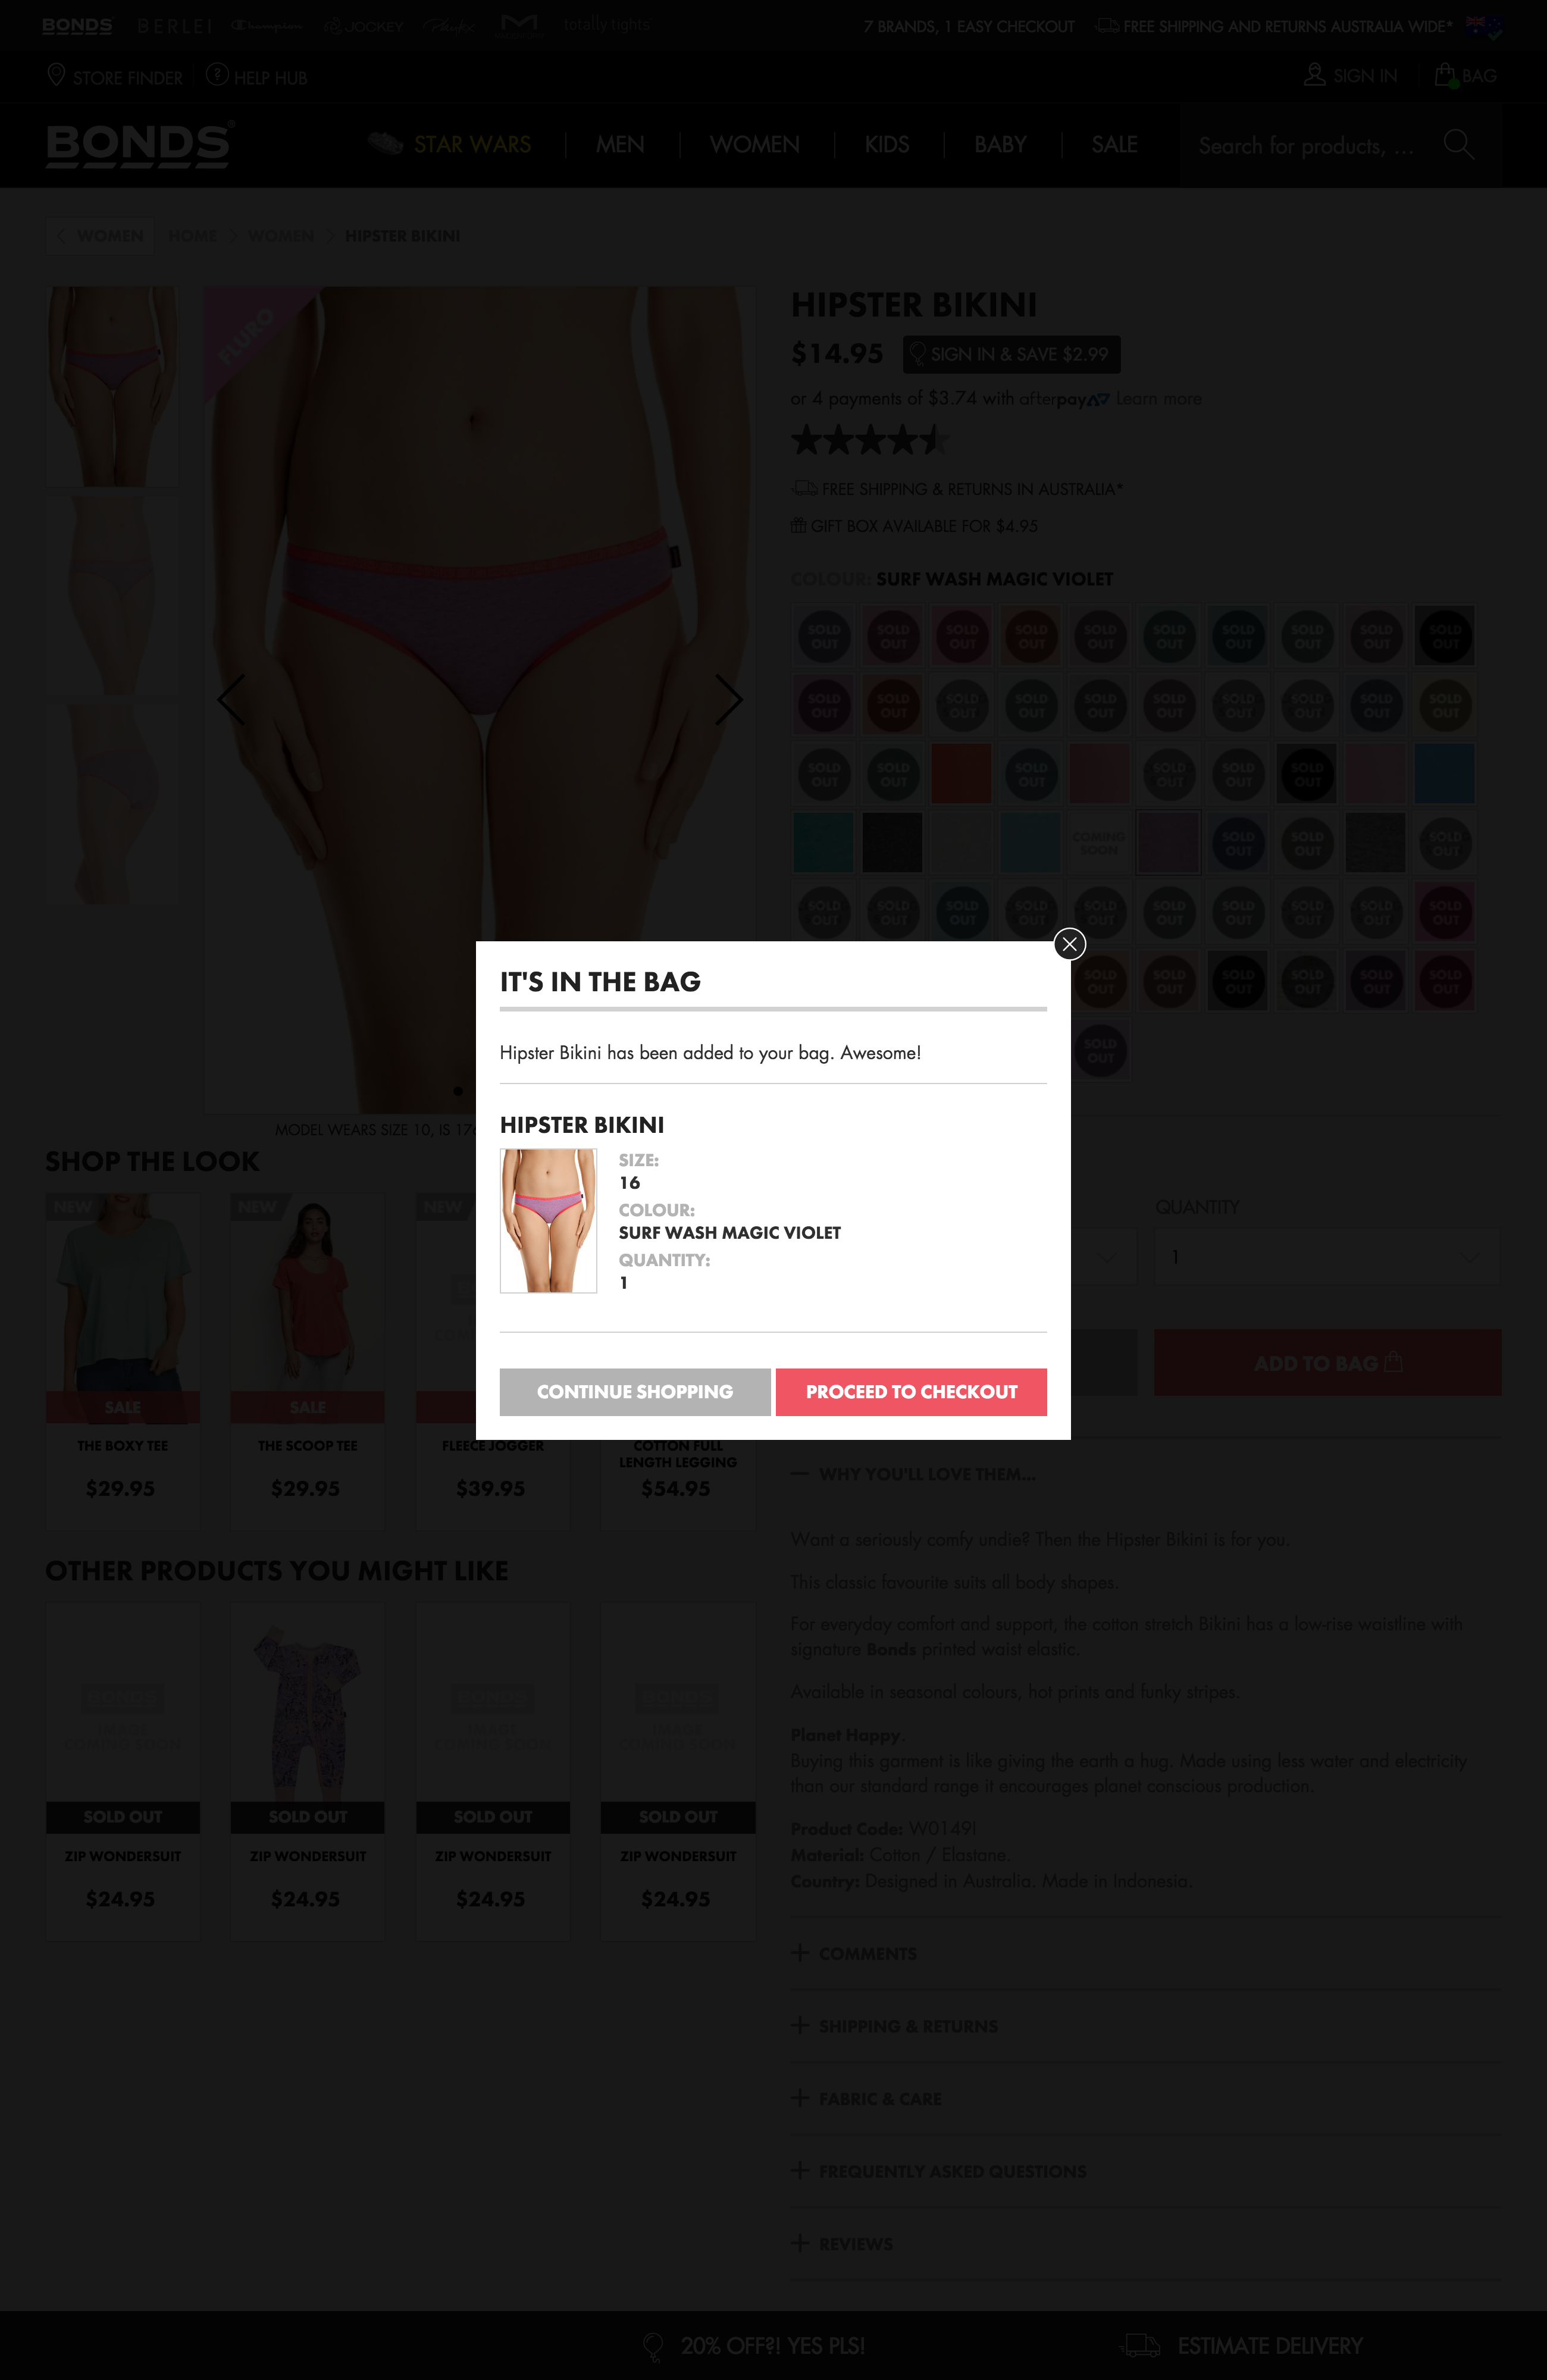 BONDS BERLEI Champion JOCKEY Playtex totally tights 7 BRANDS, 1 EASY CHECKOUT FREE SHIPPING AND RETURNS AUSTRALIA WIDE*
STORE FINDER HELP HUB SIGN IN BAG
BONDS STAR WARS MEN WOMEN KIDS BABY SALE Search for products, ...
WOMEN HOME WOMEN HIPSTER BIKINI
FLURO
HIPSTER BIKINI
$14.95 SIGN IN & SAVE $2.99
or 4 payments of $3.74 with afterpay Learn more
FREE SHIPPING & RETURNS IN AUSTRALIA*
GIFT BOX AVAILABLE FOR $4.95
COLOUR: SURF WASH MAGIC VIOLET
SOLD OUT SOLD OUT SOLD OUT SOLD OUT SOLD OUT SOLD OUT SOLD OUT SOLD OUT SOLD OUT SOLD OUT
SOLD OUT SOLD OUT SOLD OUT SOLD OUT SOLD OUT SOLD OUT SOLD OUT SOLD OUT SOLD OUT SOLD OUT
SOLD OUT SOLD OUT SOLD OUT SOLD OUT SOLD OUT SOLD OUT
COMING SOON SOLD OUT SOLD OUT SOLD OUT
SOLD OUT SOLD OUT SOLD OUT SOLD OUT SOLD OUT SOLD OUT SOLD OUT SOLD OUT SOLD OUT SOLD OUT
SOLD OUT SOLD OUT SOLD OUT SOLD OUT SOLD OUT SOLD OUT
SOLD OUT
IT'S IN THE BAG
Hipster Bikini has been added to your bag. Awesome!
HIPSTER BIKINI
SIZE:
16
COLOUR:
SURF WASH MAGIC VIOLET
QUANTITY:
1
CONTINUE SHOPPING PROCEED TO CHECKOUT
MODEL WEARS SIZE 10, IS
SHOP THE LOOK
NEW NEW NEW
SALE SALE
THE BOXY TEE THE SCOOP TEE FLEECE JOGGER COTTON FULL
LENGTH LEGGING
$29.95 $29.95 $39.95 $54.95
QUANTITY
1
ADD TO BAG
OTHER PRODUCTS YOU MIGHT LIKE
BONDS BONDS BONDS
IMAGE IMAGE IMAGE
COMING SOON COMING SOON COMING SOON
SOLD OUT SOLD OUT SOLD OUT SOLD OUT
ZIP WONDERSUIT ZIP WONDERSUIT ZIP WONDERSUIT ZIP WONDERSUIT
$24.95 $24.95 $24.95 $24.95
WHY YOU'LL LOVE THEM...
Want a seriously comfy undie? Then the Hipster Bikini is for you.
This classic favourite suits all body shapes.
For everyday comfort and support, the cotton stretch Bikini has a low-rise waistline with
signature Bonds printed waist elastic.
Available in seasonal colours, hot prints and funky stripes.
Planet Happy.
Buying this garment is like giving the earth a hug. Made using less water and electricity
than our standard range it encourages planet conscious production.
Product Code: W0149I
Material: Cotton / Elastane.
Country: Designed in Australia. Made in Indonesia.
COMMENTS
SHIPPING & RETURNS
FABRIC & CARE
FREQUENTLY ASKED QUESTIONS
REVIEWS
20% OFF?! YES PLS! ESTIMATE DELIVERY